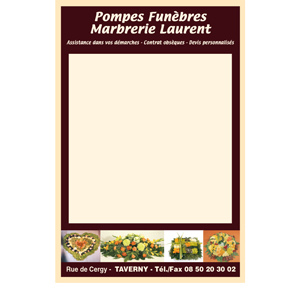 Pompes Funèbres
Marbrerie Laurent
Assistance dans vos démarches - Contrat obsèques - Devis personnalisés
Rue de Cergy - TAVERNY - Tél./Fax 08 50 20 30 02